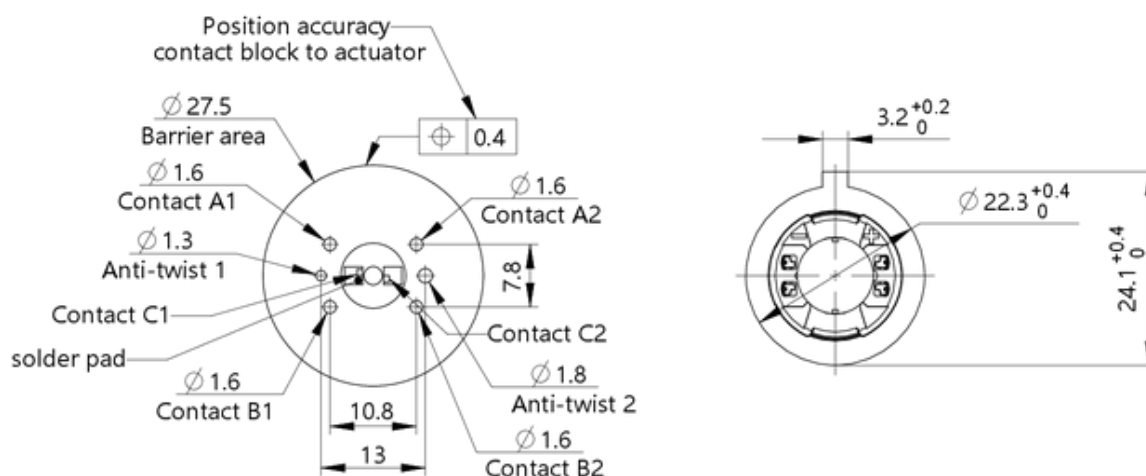 Position accuracy
contact block to actuator
⌀ 27.5
Barrier area
⌖ 0.4
⌀ 1.6
Contact A1
⌀ 1.6
Contact A2
⌀ 1.3
Anti-twist 1
7.8
Contact C1
Contact C2
solder pad
⌀ 1.6
Contact B1
⌀ 1.8
Anti-twist 2
10.8
13
⌀ 1.6
Contact B2
3.2 +0.2 0
⌀ 22.3 +0.4 0
24.1 +0.4 0